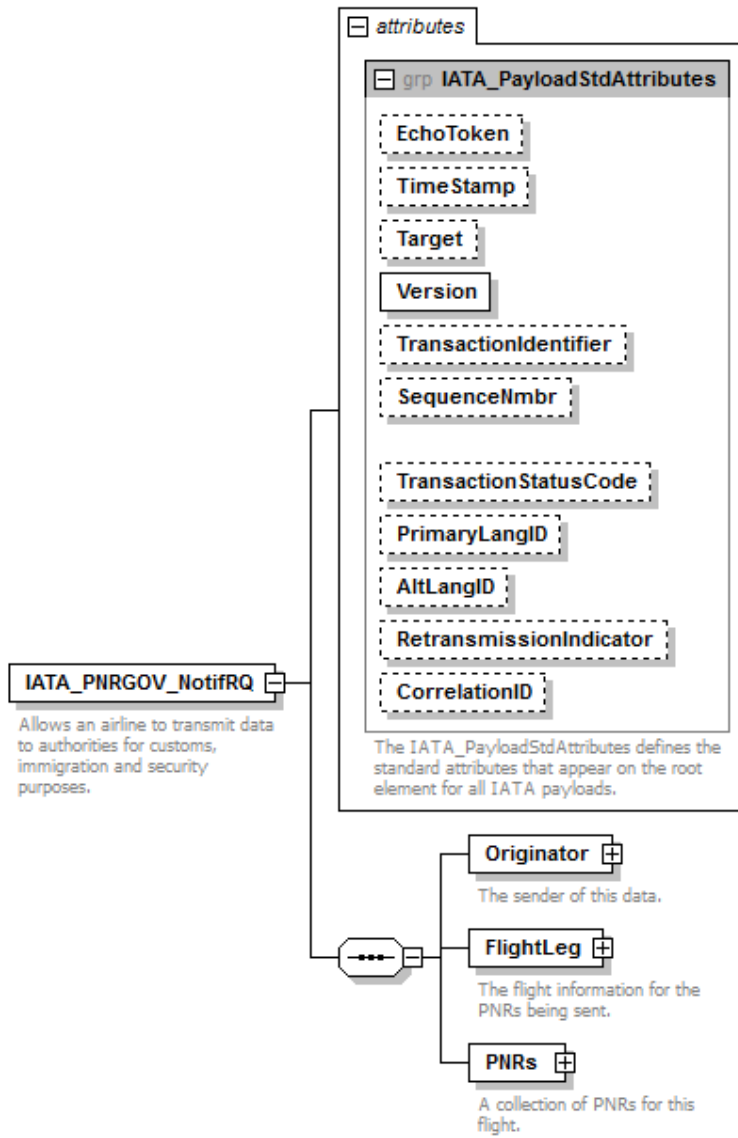 attributes
grp IATA_PayloadStdAttributes
EchoToken
TimeStamp
Target
Version
TransactionIdentifier
SequenceNmbr
TransactionStatusCode
PrimaryLangID
AltLangID
RetransmissionIndicator
CorrelationID
The IATA_PayloadStdAttributes defines the
standard attributes that appear on the root
element for all IATA payloads.
IATA_PNRGOV_NotifRQ
Allows an airline to transmit data
to authorities for customs,
immigration and security
purposes.
Originator
The sender of this data.
FlightLeg
The flight information for the
PNRs being sent.
PNRs
A collection of PNRs for this
flight.